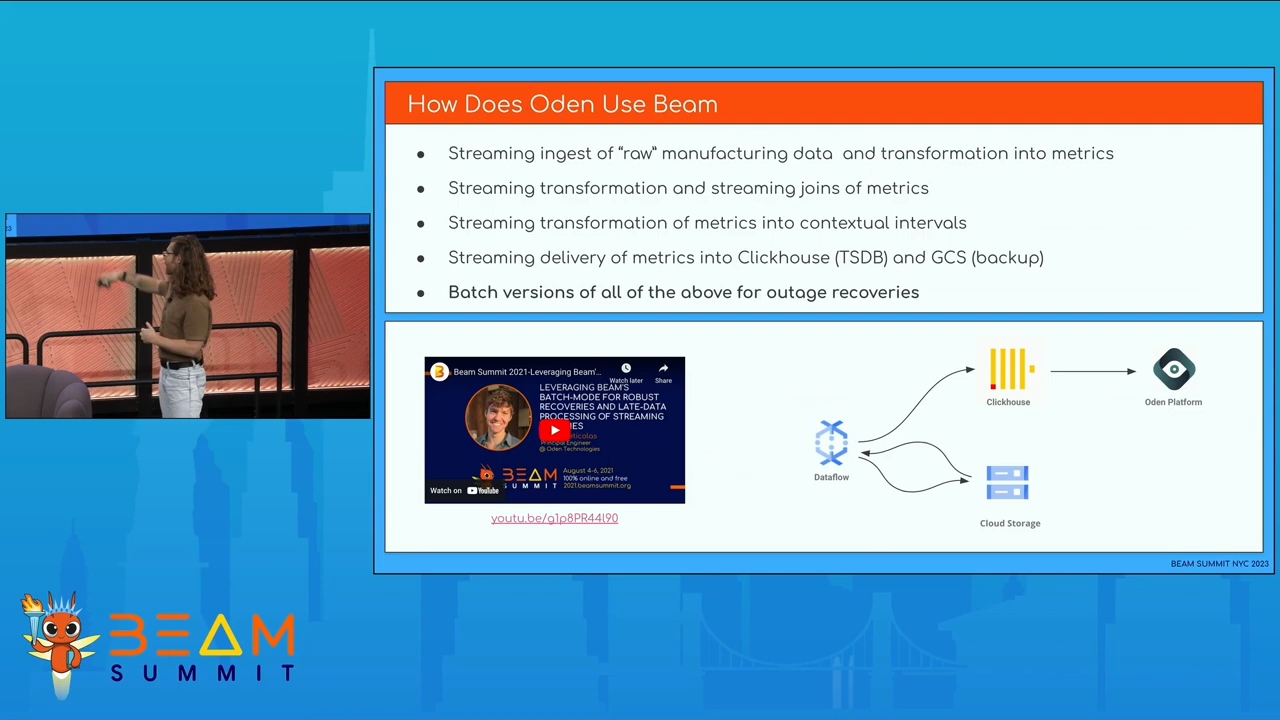 How Does Oden Use Beam
● Streaming ingest of “raw” manufacturing data and transformation into metrics
● Streaming transformation and streaming joins of metrics
● Streaming transformation of metrics into contextual intervals
● Streaming delivery of metrics into Clickhouse (TSDB) and GCS (backup)
● Batch versions of all of the above for outage recoveries
Beam Summit 2021-Leveraging Beam'...
Watch later
Share
LEVERAGING BEAM'S
BATCH-MODE FOR ROBUST
RECOVERIES AND LATE-DATA
PROCESSING OF STREAMING
Principal Engineer
@ Oden Technologies
BEAM
SUMMIT
August 4-6, 2021
100% online and free
2021.beamsummit.org
Watch on YouTube
youtu.be/g1p8PR44l90
Clickhouse
Oden Platform
Dataflow
Cloud Storage
BEAM SUMMIT NYC 2023
23
BEAM
SUMMIT